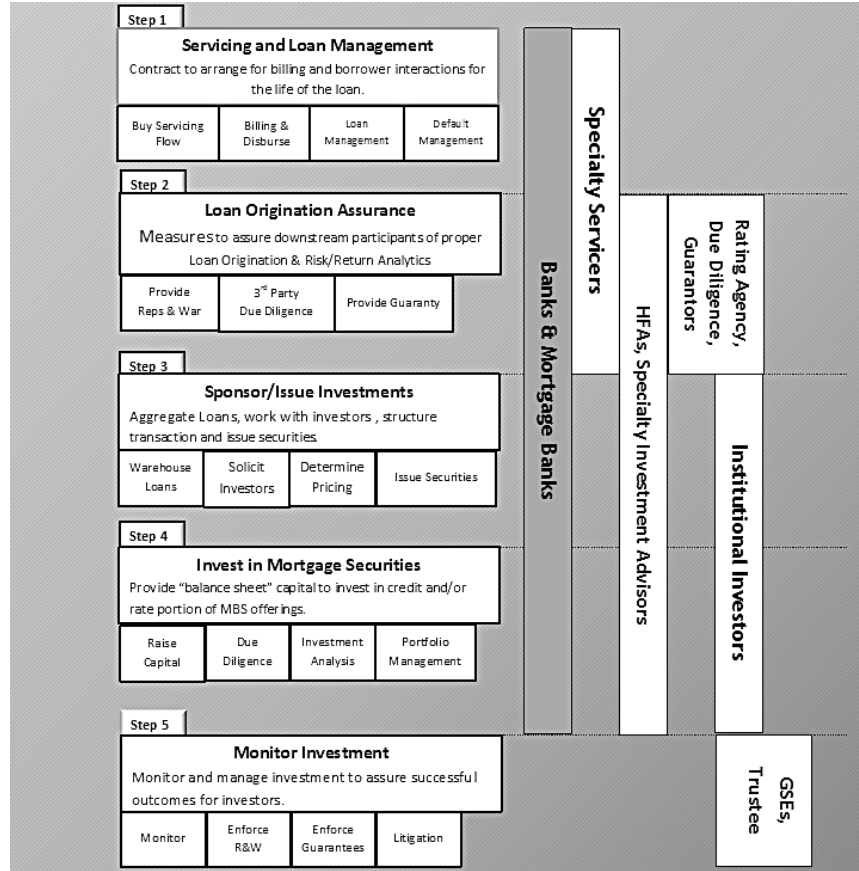 Step 1
Servicing and Loan Management
Contract to arrange for billing and borrower interactions for
the life of the loan.
Buy Servicing
Flow
Billing &
Disburse
Loan
Management
Default
Management
Step 2
Loan Origination Assurance
Measures to assure downstream participants of proper
Loan Origination & Risk/Return Analytics
Provide
Reps & War
3rd Party
Due Diligence
Provide Guaranty
Step 3
Sponsor/Issue Investments
Aggregate Loans, work with investors , structure
transaction and issue securities.
Warehouse
Loans
Solicit
Investors
Determine
Pricing
Issue Securities
Step 4
Invest in Mortgage Securities
Provide “balance sheet” capital to invest in credit and/or
rate portion of MBS offerings.
Raise
Capital
Due
Diligence
Investment
Analysis
Portfolio
Management
Step 5
Monitor Investment
Monitor and manage investment to assure successful
outcomes for investors.
Monitor
Enforce
R&W
Enforce
Guarantees
Litigation
Banks & Mortgage Banks
Specialty Servicers
HFAs, Specialty Investment Advisors
Rating Agency,
Due Diligence,
Guarantors
Institutional Investors
GSEs,
Trustee